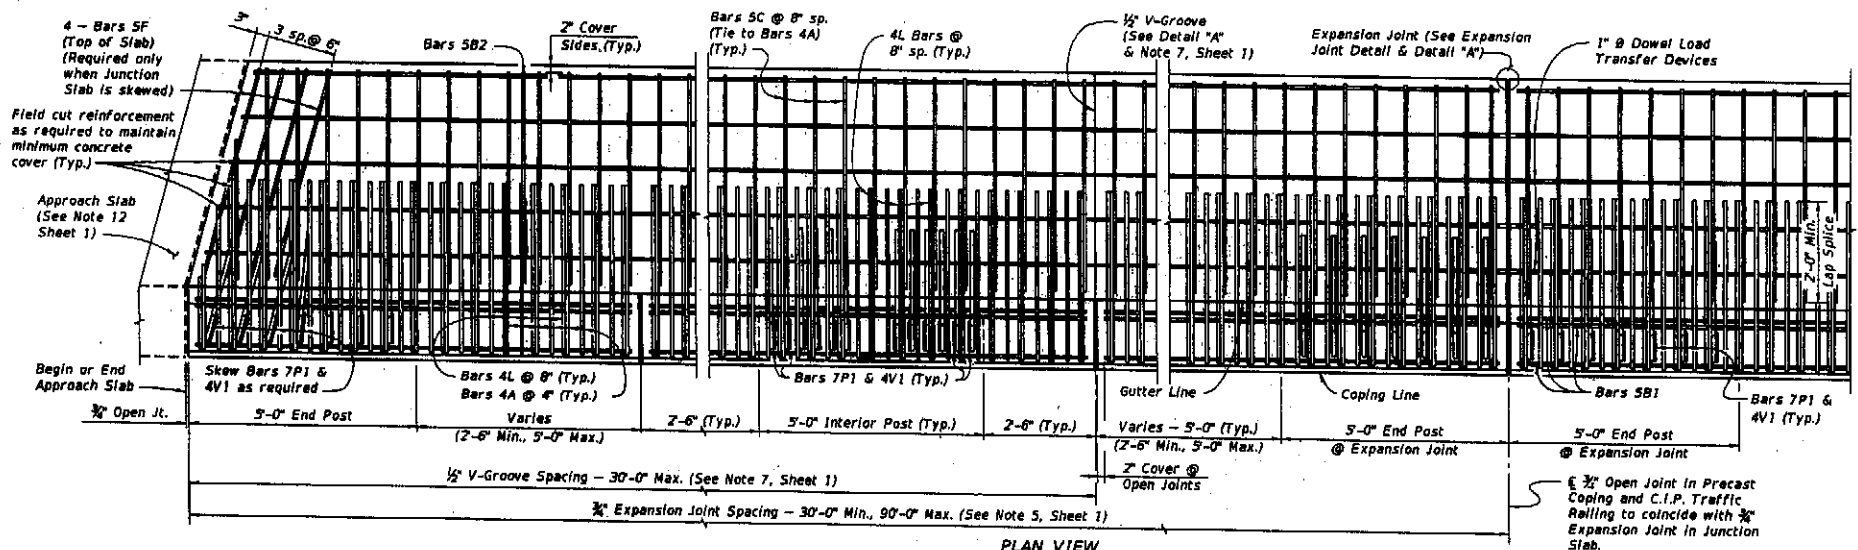 4 - Bars 5F
(Top of Slab)
(Required only
when Junction
Slab is skewed)
3"
3 sp.@ 6"
Bars 5B2
2" Cover
Sides,(Typ.)
Bars 5C @ 8" sp.
(Tie to Bars 4A)
(Typ.)
4L Bars @
8" sp. (Typ.)
½" V-Groove
(See Detail "A"
& Note 7, Sheet 1)
Expansion Joint (See Expansion
Joint Detail & Detail "A")
1" Ø Dowel Load
Transfer Devices
Field cut reinforcement
as required to maintain
minimum concrete
cover (Typ.)
Approach Slab
(See Note 12
Sheet 1)
2'-0" Min.
Lap Splice
Begin or End
Approach Slab
Skew Bars 7P1 &
4V1 as required
Bars 4L @ 8" (Typ.)
Bars 4A @ 4" (Typ.)
Bars 7P1 & 4V1 (Typ.)
Gutter Line
Coping Line
Bars 5B1
Bars 7P1 &
4V1 (Typ.)
¾" Open Jt.
5'-0" End Post
Varies
(2'-6" Min., 5'-0" Max.)
2'-6" (Typ.)
5'-0" Interior Post (Typ.)
2'-6" (Typ.)
Varies - 5'-0" (Typ.)
(2'-6" Min., 5'-0" Max.)
5'-0" End Post
@ Expansion Joint
5'-0" End Post
@ Expansion Joint
½" V-Groove Spacing - 30'-0" Max. (See Note 7, Sheet 1)
2" Cover @
Open Joints
¾" Expansion Joint Spacing - 30'-0" Min., 90'-0" Max. (See Note 5, Sheet 1)
℄ ¾" Open Joint in Precast
Coping and C.I.P. Traffic
Railing to coincide with ¾"
Expansion Joint in Junction
Slab.
PLAN VIEW